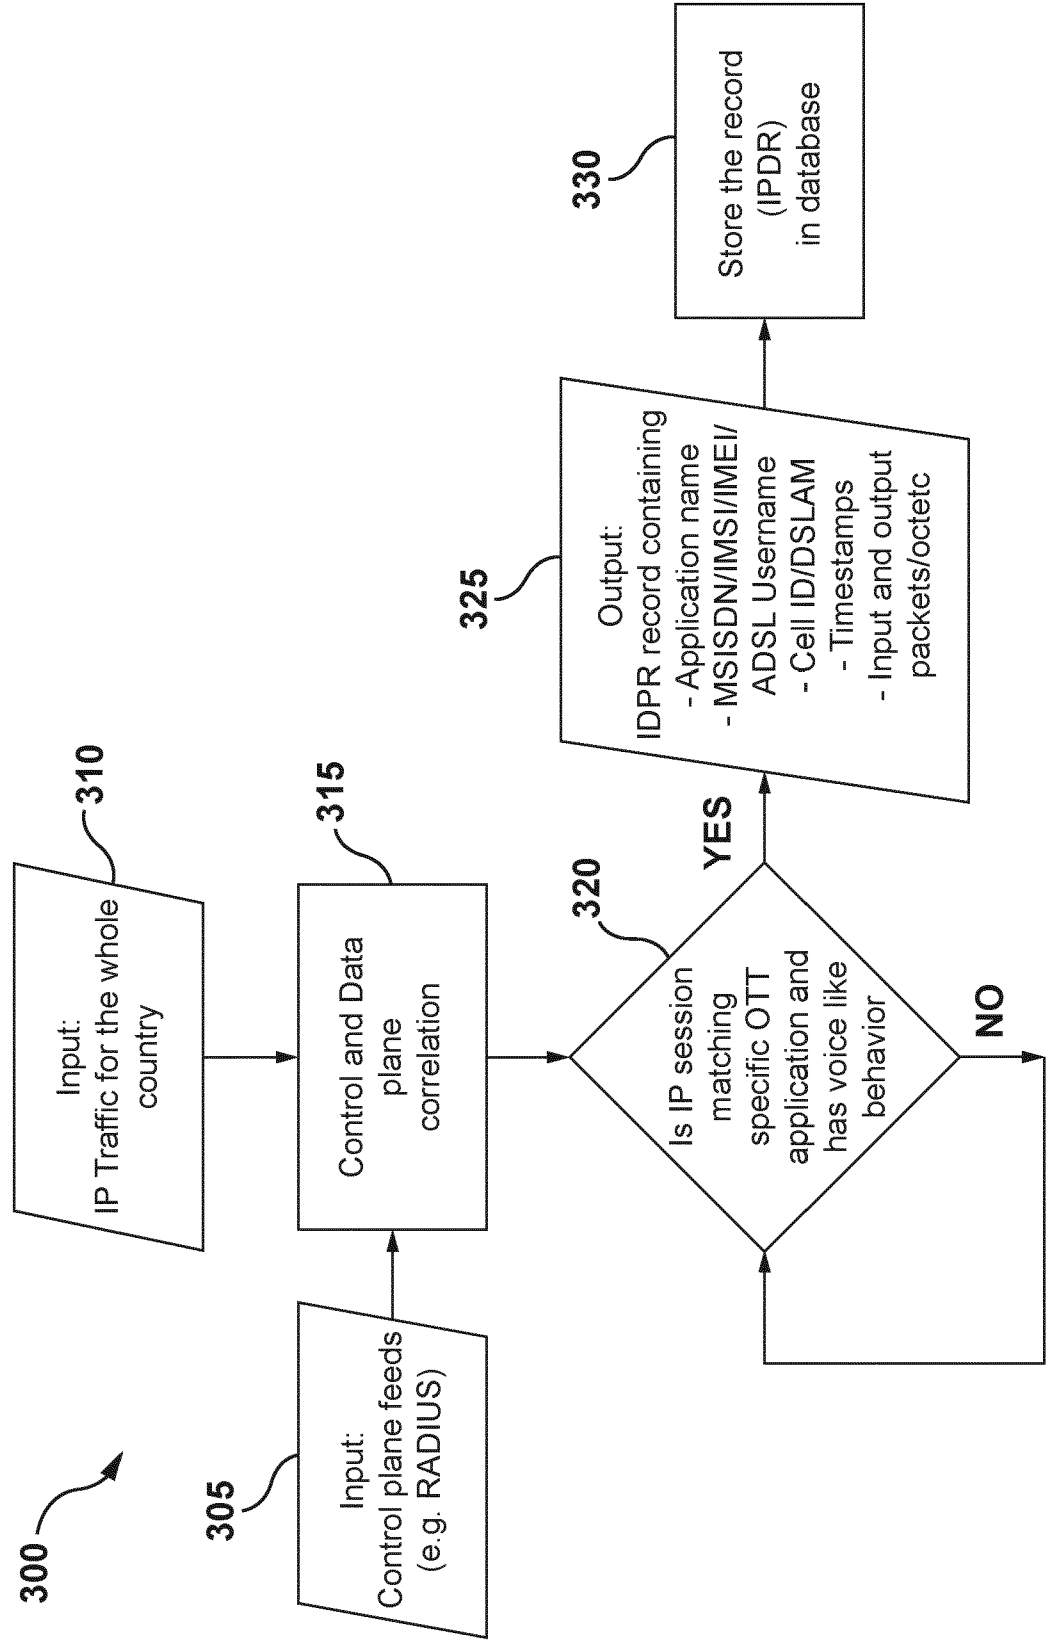 300
305
Input:
Control plane feeds
(e.g. RADIUS)
310
Input:
IP Traffic for the whole
country
315
Control and Data
plane
correlation
320
Is IP session
matching
specific OTT
application and
has voice like
behavior
YES
NO
325
Output:
IDPR record containing
- Application name
- MSISDN/IMSI/IMEI/
ADSL Username
- Cell ID/DSLAM
- Timestamps
- Input and output
packets/octetc
330
Store the record
(IPDR)
in database